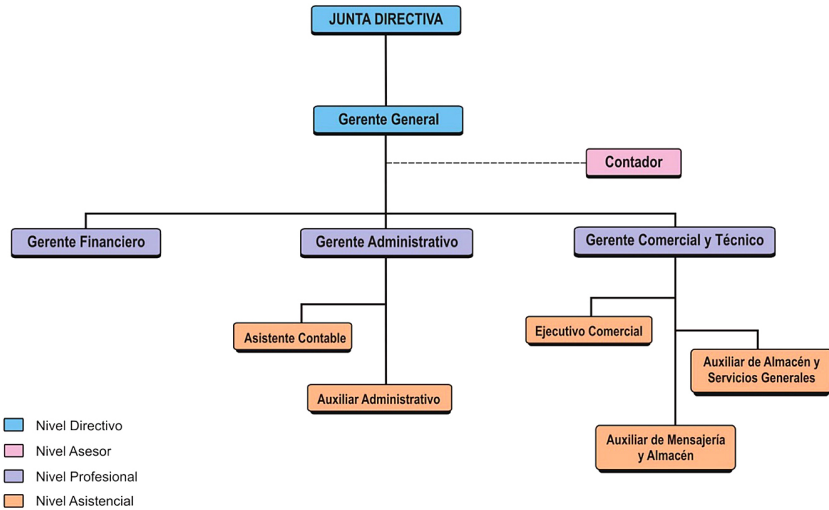 JUNTA DIRECTIVA
Gerente General
Contador
Gerente Financiero
Gerente Administrativo
Gerente Comercial y Técnico
Asistente Contable
Ejecutivo Comercial
Auxiliar de Almacén y
Servicios Generales
Auxiliar Administrativo
Auxiliar de Mensajería
y Almacén
Nivel Directivo
Nivel Asesor
Nivel Profesional
Nivel Asistencial